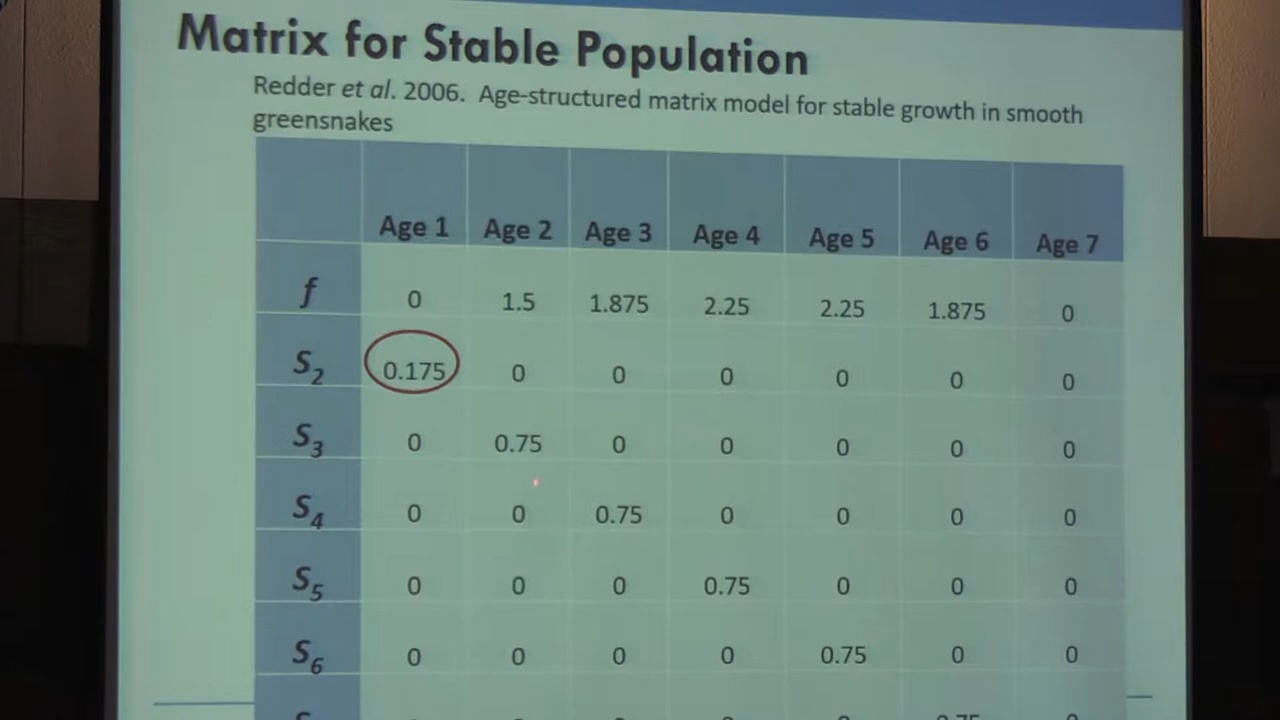 Matrix for Stable Population
Redder et al. 2006. Age-structured matrix model for stable growth in smooth
greensnakes
Age 1 Age 2 Age 3 Age 4 Age 5 Age 6 Age 7
f 0 1.5 1.875 2.25 2.25 1.875 0
S2 0.175 0 0 0 0 0 0
S3 0 0.75 0 0 0 0 0
S4 0 0 0.75 0 0 0 0
S5 0 0 0 0.75 0 0 0
S6 0 0 0 0 0.75 0 0